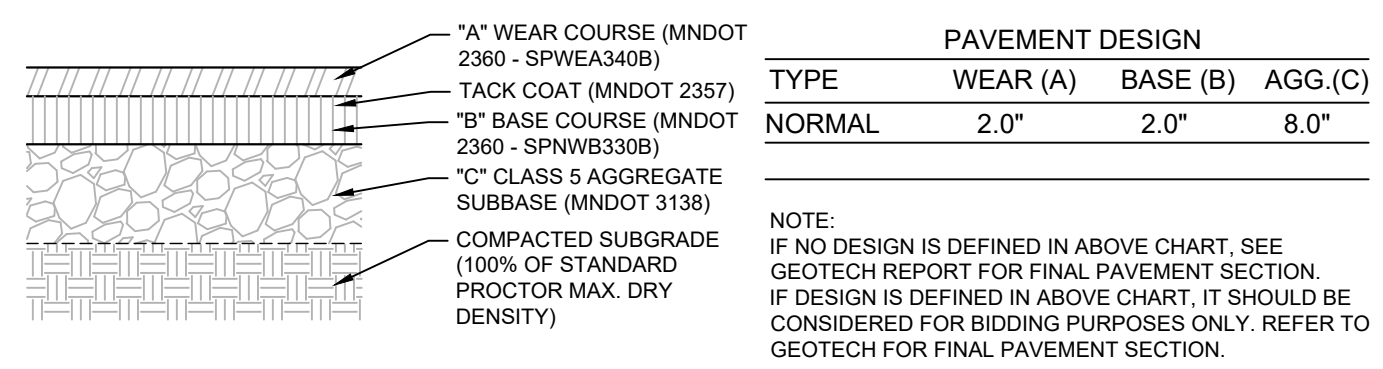 "A" WEAR COURSE (MNDOT
2360 - SPWEA340B)
TACK COAT (MNDOT 2357)
"B" BASE COURSE (MNDOT
2360 - SPNWB330B)
"C" CLASS 5 AGGREGATE
SUBBASE (MNDOT 3138)
COMPACTED SUBGRADE
(100% OF STANDARD
PROCTOR MAX. DRY
DENSITY)
PAVEMENT DESIGN
TYPE WEAR (A) BASE (B) AGG.(C)
NORMAL 2.0" 2.0" 8.0"
NOTE:
IF NO DESIGN IS DEFINED IN ABOVE CHART, SEE
GEOTECH REPORT FOR FINAL PAVEMENT SECTION.
IF DESIGN IS DEFINED IN ABOVE CHART, IT SHOULD BE
CONSIDERED FOR BIDDING PURPOSES ONLY. REFER TO
GEOTECH FOR FINAL PAVEMENT SECTION.